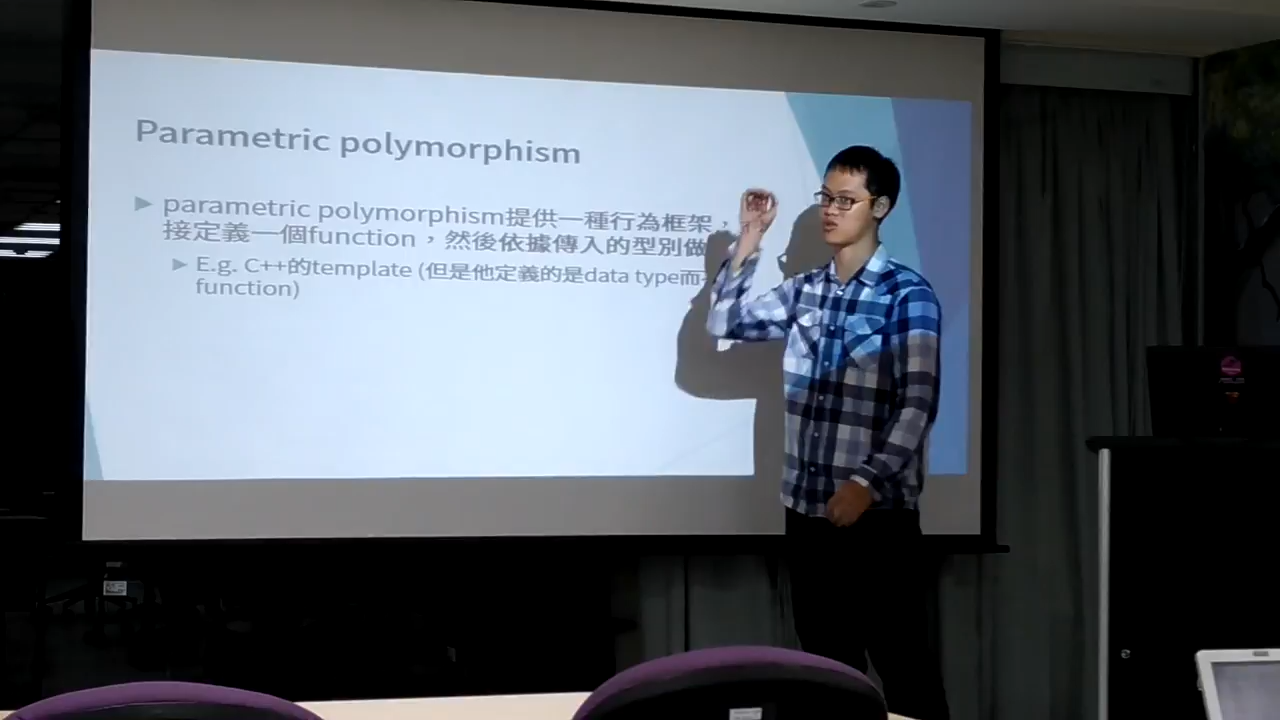 Parametric polymorphism
parametric polymorphism提供一種行為框架，
接定義一個function，然後依據傳入的型別做
E.g. C++的template (但是他定義的是data type而
function)